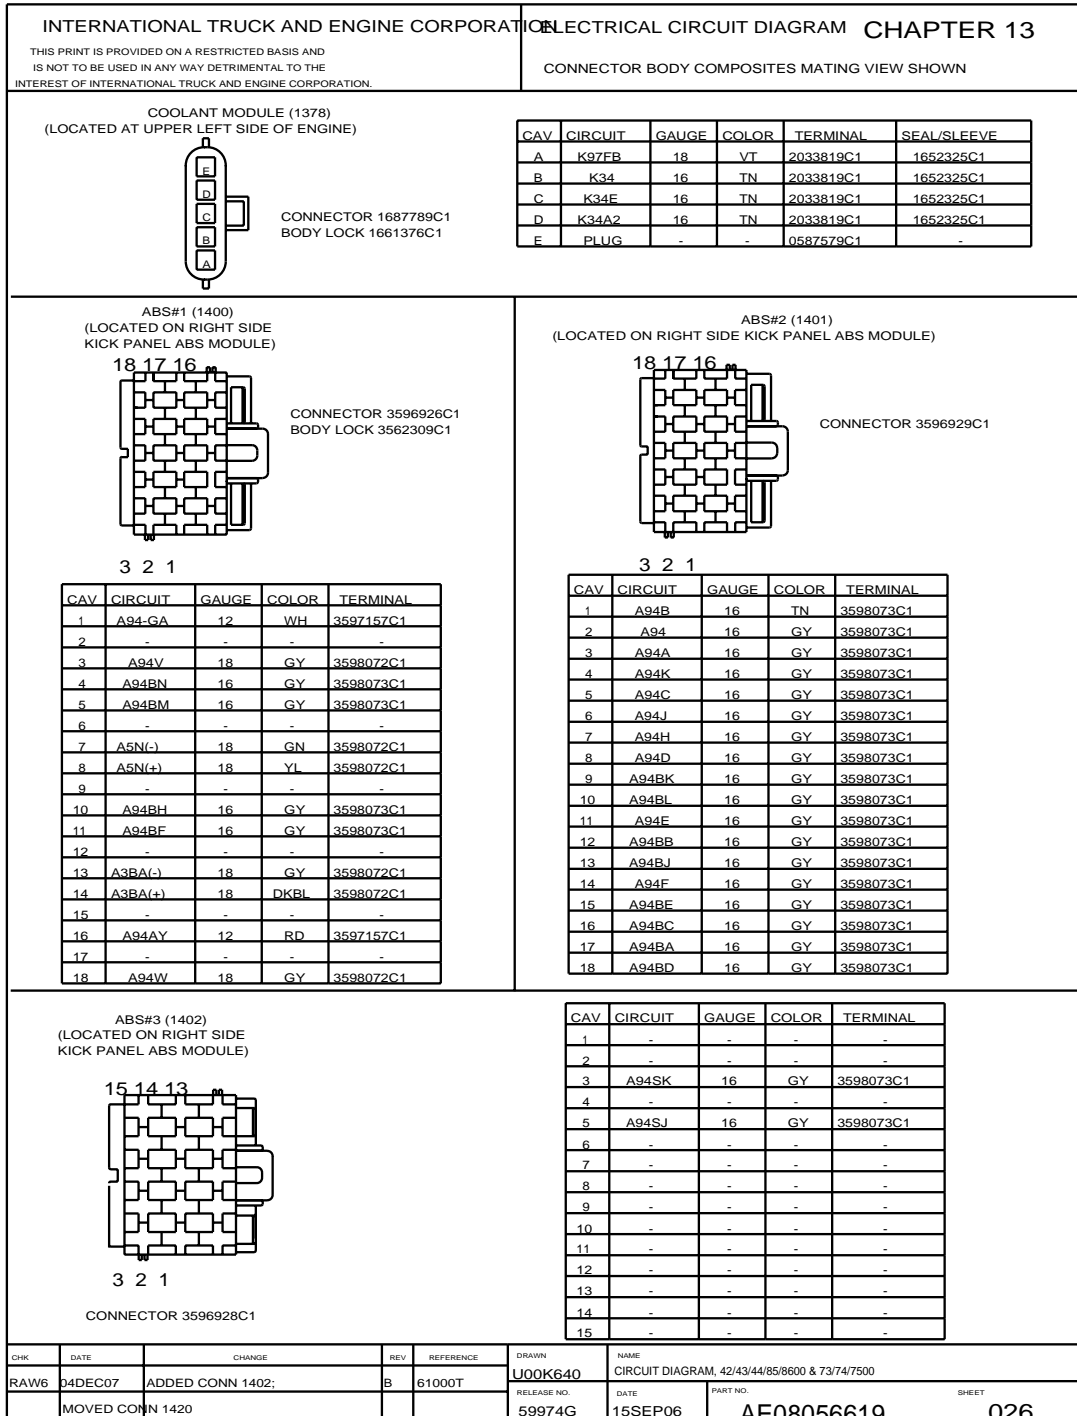 INTERNATIONAL TRUCK AND ENGINE CORPORATION
THIS PRINT IS PROVIDED ON A RESTRICTED BASIS AND
IS NOT TO BE USED IN ANY WAY DETRIMENTAL TO THE
INTEREST OF INTERNATIONAL TRUCK AND ENGINE CORPORATION.
ELECTRICAL CIRCUIT DIAGRAM CHAPTER 13
CONNECTOR BODY COMPOSITES MATING VIEW SHOWN
COOLANT MODULE (1378)
(LOCATED AT UPPER LEFT SIDE OF ENGINE)
E
D
C
B
A
CONNECTOR 1687789C1
BODY LOCK 1661376C1
CAV CIRCUIT GAUGE COLOR TERMINAL SEAL/SLEEVE
A K97FB 18 VT 2033819C1 1652325C1
B K34 16 TN 2033819C1 1652325C1
C K34E 16 TN 2033819C1 1652325C1
D K34A2 16 TN 2033819C1 1652325C1
E PLUG - - 0587579C1 -
ABS#1 (1400)
(LOCATED ON RIGHT SIDE
KICK PANEL ABS MODULE)
18 17 16
CONNECTOR 3596926C1
BODY LOCK 3562309C1
3 2 1
CAV CIRCUIT GAUGE COLOR TERMINAL
1 A94-GA 12 WH 3597157C1
2 - - - -
3 A94V 18 GY 3598072C1
4 A94BN 16 GY 3598073C1
5 A94BM 16 GY 3598073C1
6 - - - -
7 A5N(-) 18 GN 3598072C1
8 A5N(+) 18 YL 3598072C1
9 - - - -
10 A94BH 16 GY 3598073C1
11 A94BF 16 GY 3598073C1
12 - - - -
13 A3BA(-) 18 GY 3598072C1
14 A3BA(+) 18 DKBL 3598072C1
15 - - - -
16 A94AY 12 RD 3597157C1
17 - - - -
18 A94W 18 GY 3598072C1
ABS#2 (1401)
(LOCATED ON RIGHT SIDE KICK PANEL ABS MODULE)
18 17 16
CONNECTOR 3596929C1
3 2 1
CAV CIRCUIT GAUGE COLOR TERMINAL
1 A94B 16 TN 3598073C1
2 A94 16 GY 3598073C1
3 A94A 16 GY 3598073C1
4 A94K 16 GY 3598073C1
5 A94C 16 GY 3598073C1
6 A94J 16 GY 3598073C1
7 A94H 16 GY 3598073C1
8 A94D 16 GY 3598073C1
9 A94BK 16 GY 3598073C1
10 A94BL 16 GY 3598073C1
11 A94E 16 GY 3598073C1
12 A94BB 16 GY 3598073C1
13 A94BJ 16 GY 3598073C1
14 A94F 16 GY 3598073C1
15 A94BE 16 GY 3598073C1
16 A94BC 16 GY 3598073C1
17 A94BA 16 GY 3598073C1
18 A94BD 16 GY 3598073C1
ABS#3 (1402)
(LOCATED ON RIGHT SIDE
KICK PANEL ABS MODULE)
15 14 13
3 2 1
CONNECTOR 3596928C1
CAV CIRCUIT GAUGE COLOR TERMINAL
1 - - - -
2 - - - -
3 A94SK 16 GY 3598073C1
4 - - - -
5 A94SJ 16 GY 3598073C1
6 - - - -
7 - - - -
8 - - - -
9 - - - -
10 - - - -
11 - - - -
12 - - - -
13 - - - -
14 - - - -
15 - - - -
CHK DATE CHANGE REV REFERENCE
RAW6 04DEC07 ADDED CONN 1402; B 61000T
MOVED CONN 1420
DRAWN
U00K640
NAME
CIRCUIT DIAGRAM, 42/43/44/85/8600 & 73/74/7500
RELEASE NO.
59974G
DATE
15SEP06
PART NO.
AF08056619
SHEET
026